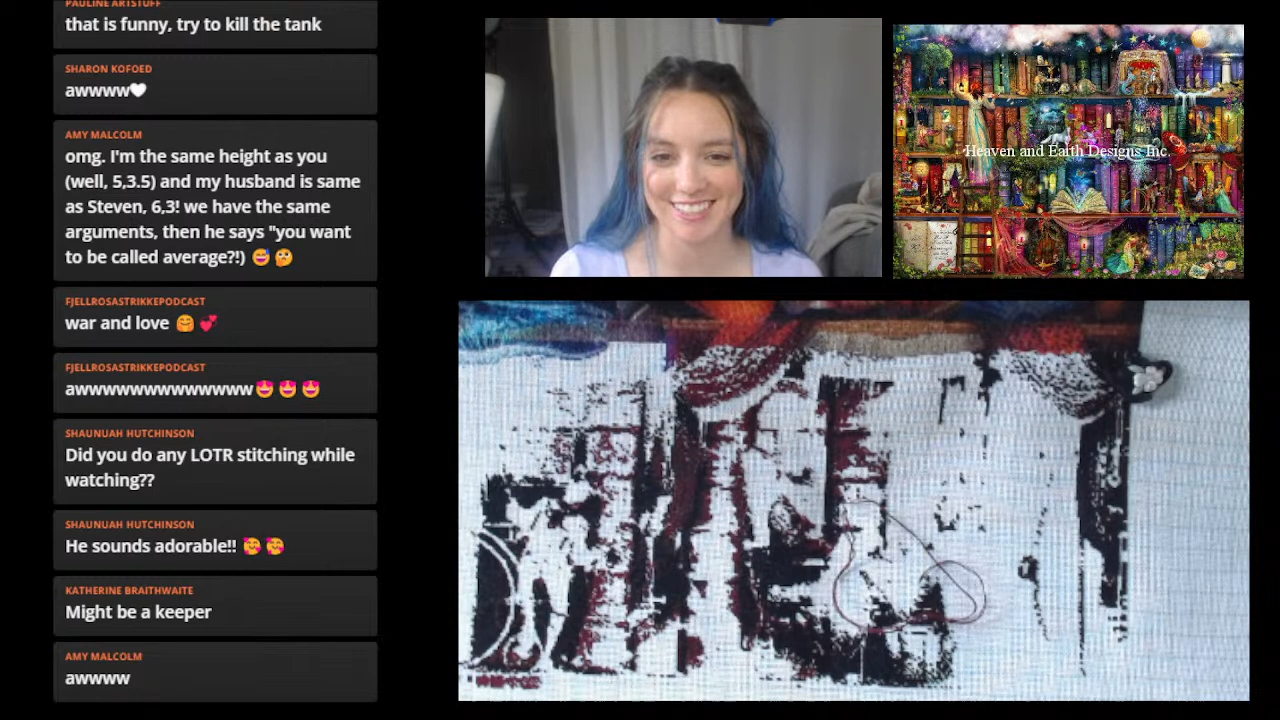 PAULINE ARTSTUFF
that is funny, try to kill the tank
SHARON KOFOED
awwww🤍
AMY MALCOLM
omg. I'm the same height as you
(well, 5,3.5) and my husband is same
as Steven, 6,3! we have the same
arguments, then he says "you want
to be called average?!) 😅 🤔
FJELLROSASTRIKKEPODCAST
war and love 🤗 💕
FJELLROSASTRIKKEPODCAST
awwwwwwwwwwwww😍 😍 😍
SHAUNUAH HUTCHINSON
Did you do any LOTR stitching while
watching??
SHAUNUAH HUTCHINSON
He sounds adorable!! 🥰 🥰
KATHERINE BRAITHWAITE
Might be a keeper
AMY MALCOLM
awwww
Heaven and Earth Designs Inc.